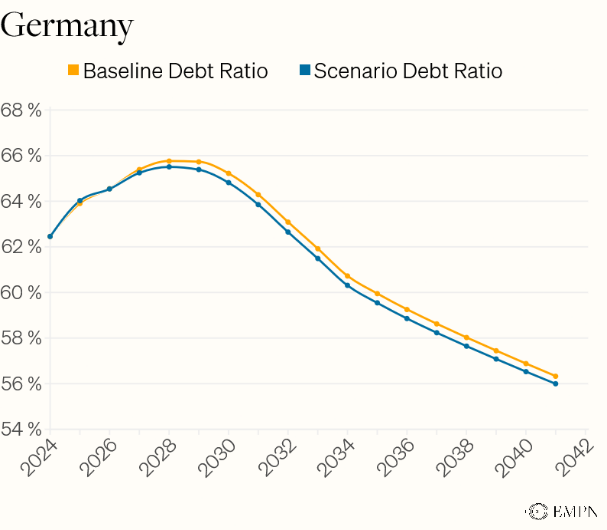 Germany
Baseline Debt Ratio Scenario Debt Ratio
68 %
66 %
64 %
62 %
60 %
58 %
56 %
54 %
2024 2026 2028 2030 2032 2034 2036 2038 2040 2042
EMPN